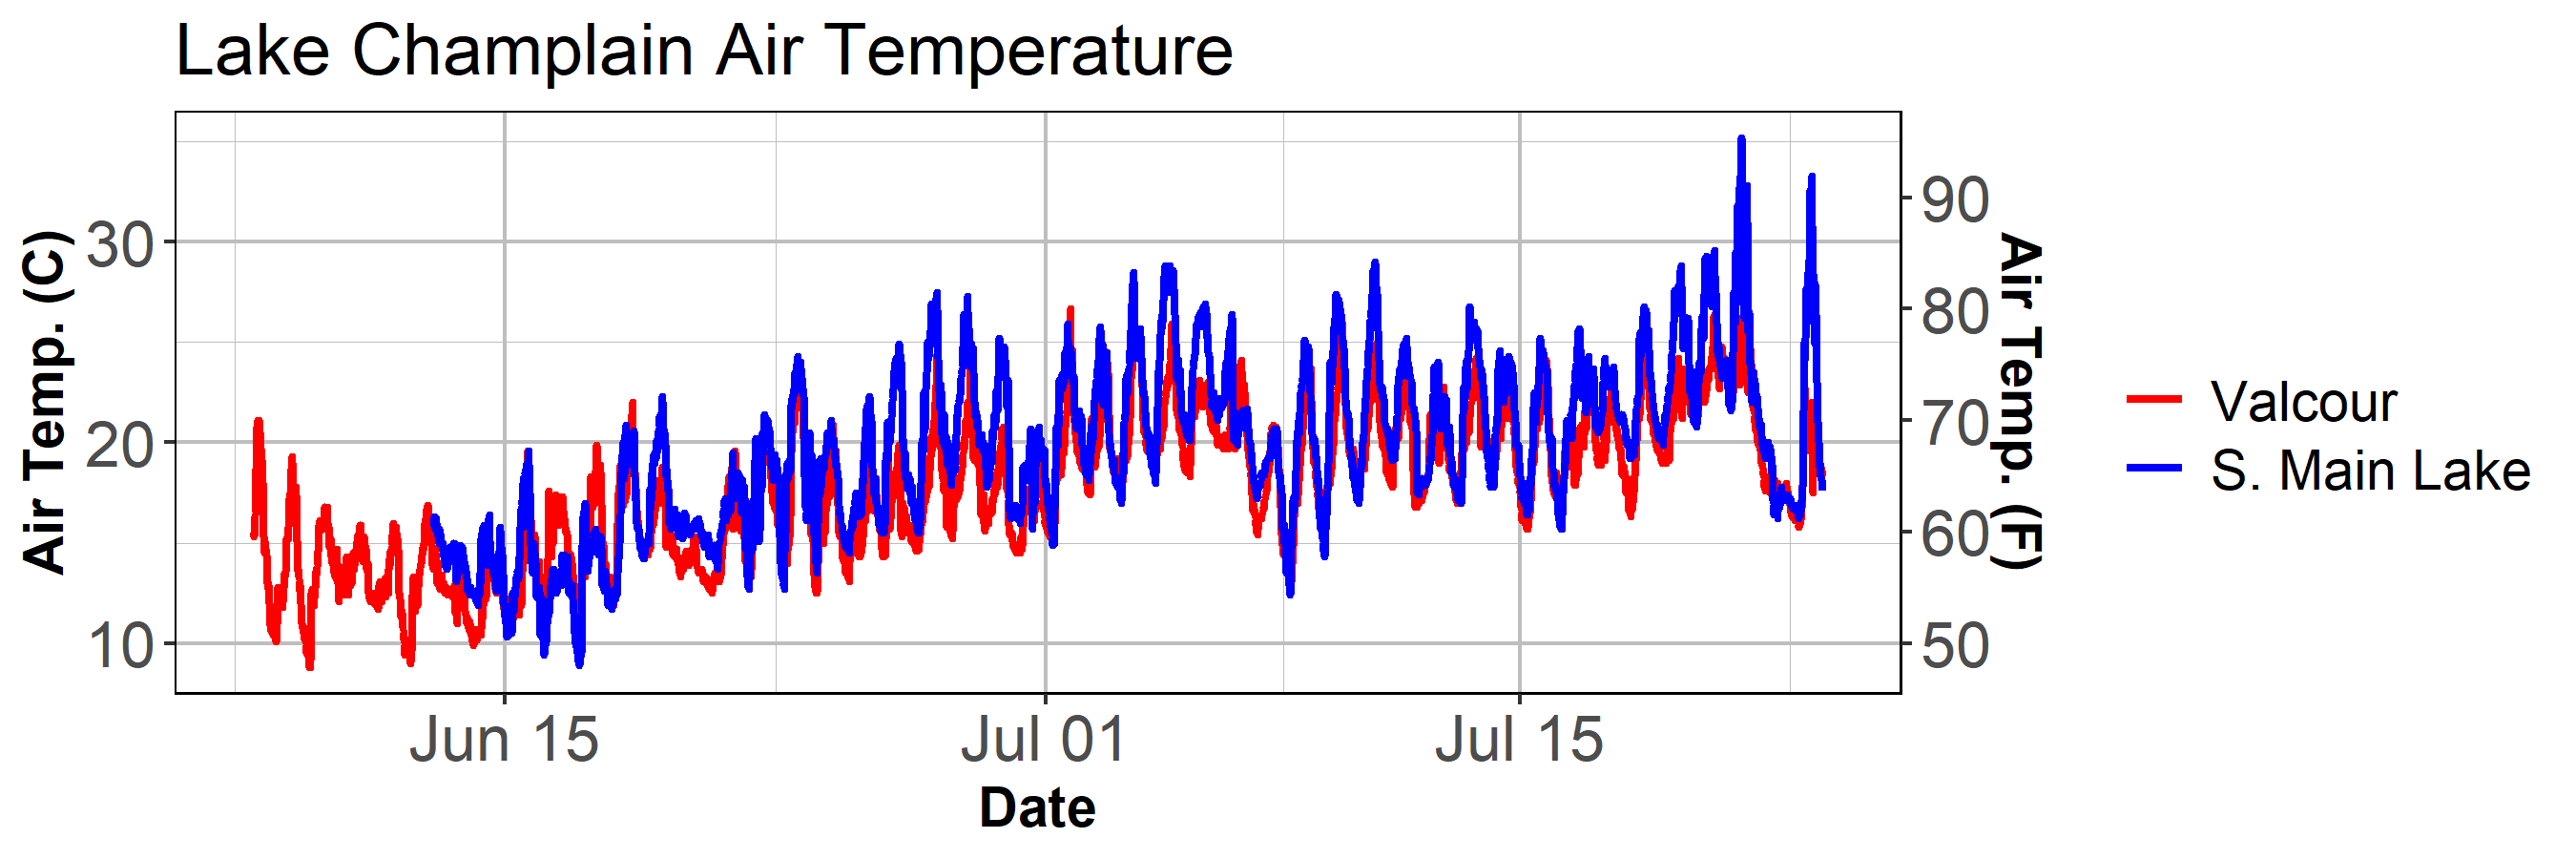 Lake Champlain Air Temperature
Air Temp. (C)
30
20
10
90
80
70
60
50
Air Temp. (F)
Jun 15
Jul 01
Jul 15
Date
Valcour
S. Main Lake